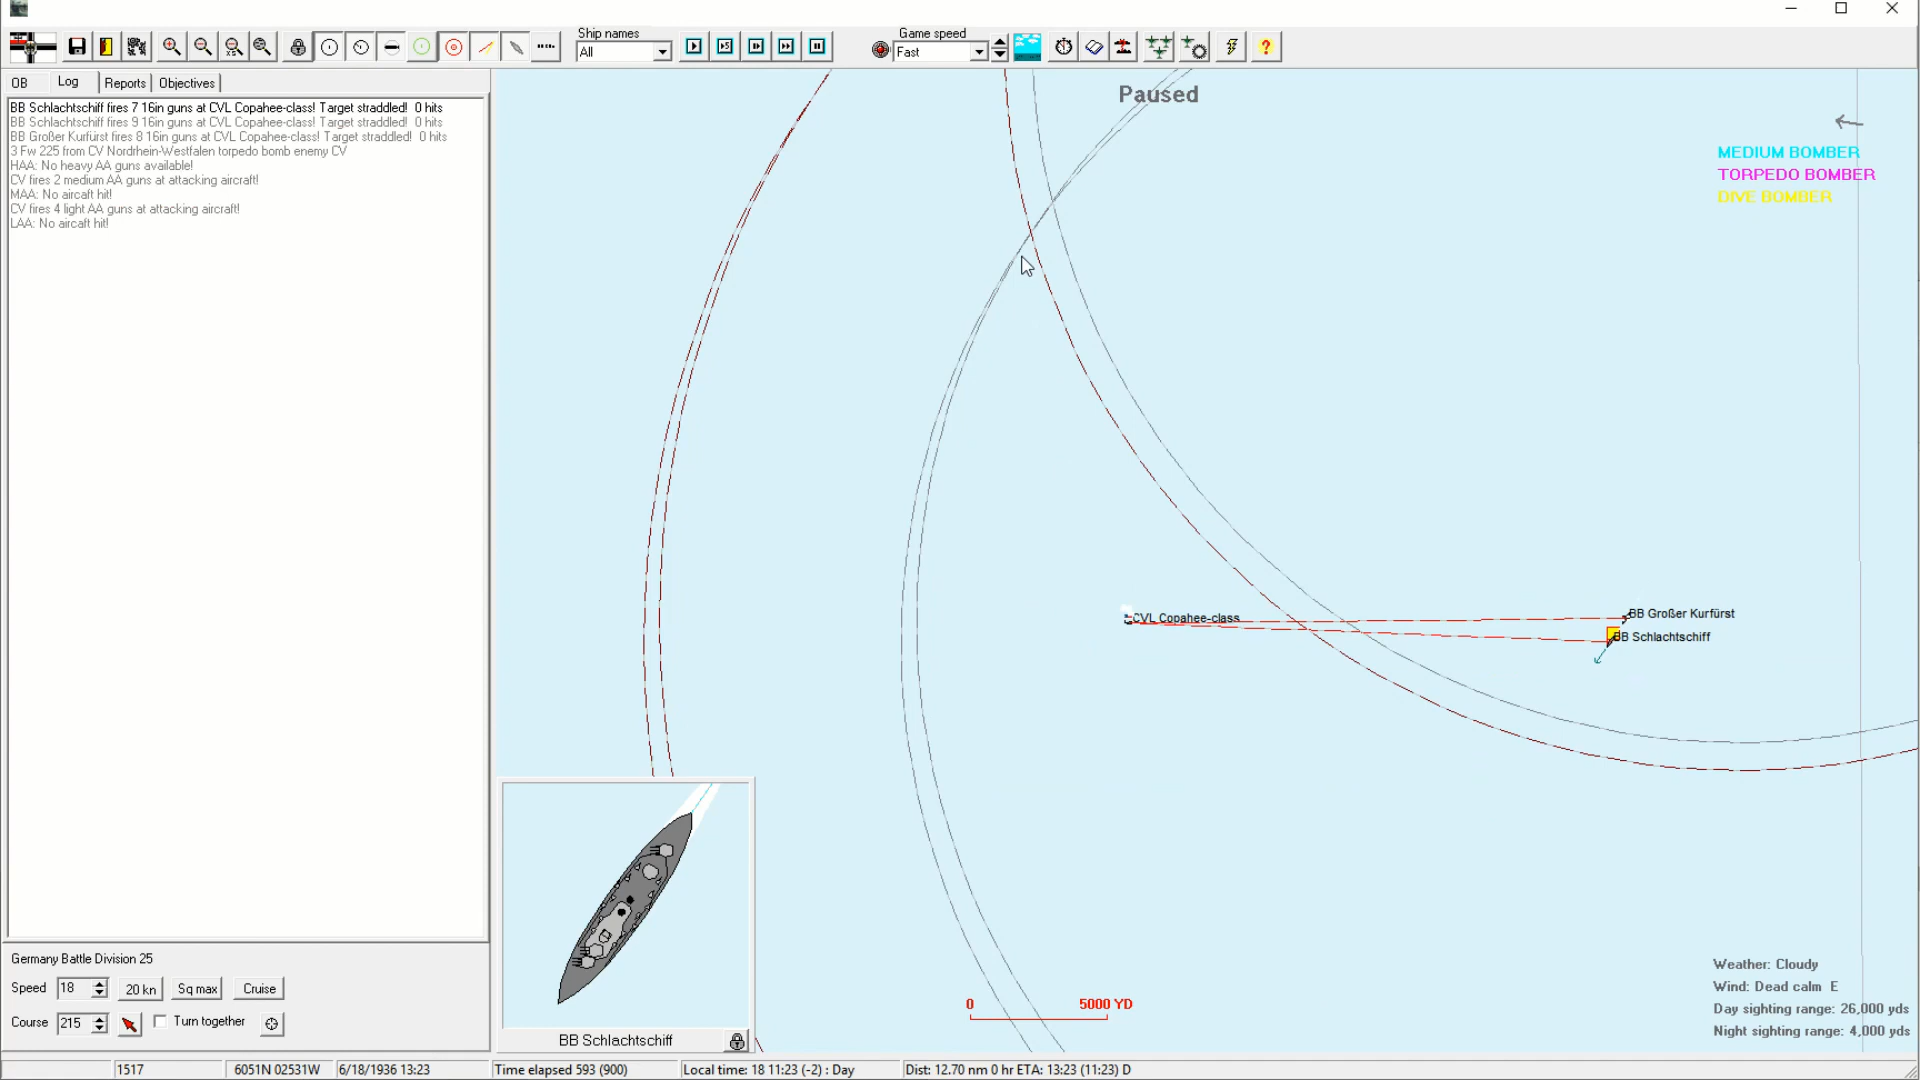 Ship names
All
Game speed
Fast
OB
Log
Reports
Objectives
Paused
BB Schlachtschiff fires 7 16in guns at CVL Copahee-class! Target straddled! 0 hits
BB Schlachtschiff fires 9 16in guns at CVL Copahee-class! Target straddled! 0 hits
BB Großer Kurfürst fires 8 16in guns at CVL Copahee-class! Target straddled! 0 hits
3 Fw 225 from CV Nordrhein-Westfalen torpedo bomb enemy CV
HAA: No heavy AA guns available!
CV fires 2 medium AA guns at attacking aircraft!
MAA: No aircaft hit!
CV fires 4 light AA guns at attacking aircraft!
LAA: No aircaft hit!
MEDIUM BOMBER
TORPEDO BOMBER
DIVE BOMBER
CVL Copahee-class
BB Großer Kurfürst
BB Schlachtschiff
Germany Battle Division 25
Speed 18 20 kn Sq max Cruise
Course 215 Turn together
BB Schlachtschiff
0 5000 YD
Weather: Cloudy
Wind: Dead calm E
Day sighting range: 26,000 yds
Night sighting range: 4,000 yds
1517 6051N 02531W 6/18/1936 13:23 Time elapsed 593 (900) Local time: 18 11:23 (-2) : Day Dist: 12.70 nm 0 hr ETA: 13:23 (11:23) D